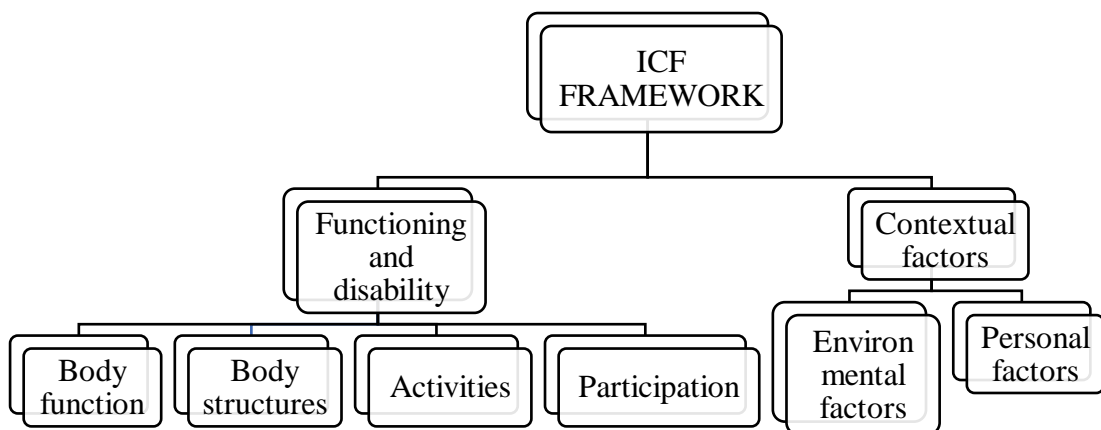 ICF
FRAMEWORK
Functioning
and
disability
Contextual
factors
Body
function
Body
structures
Activities
Participation
Environ
mental
factors
Personal
factors